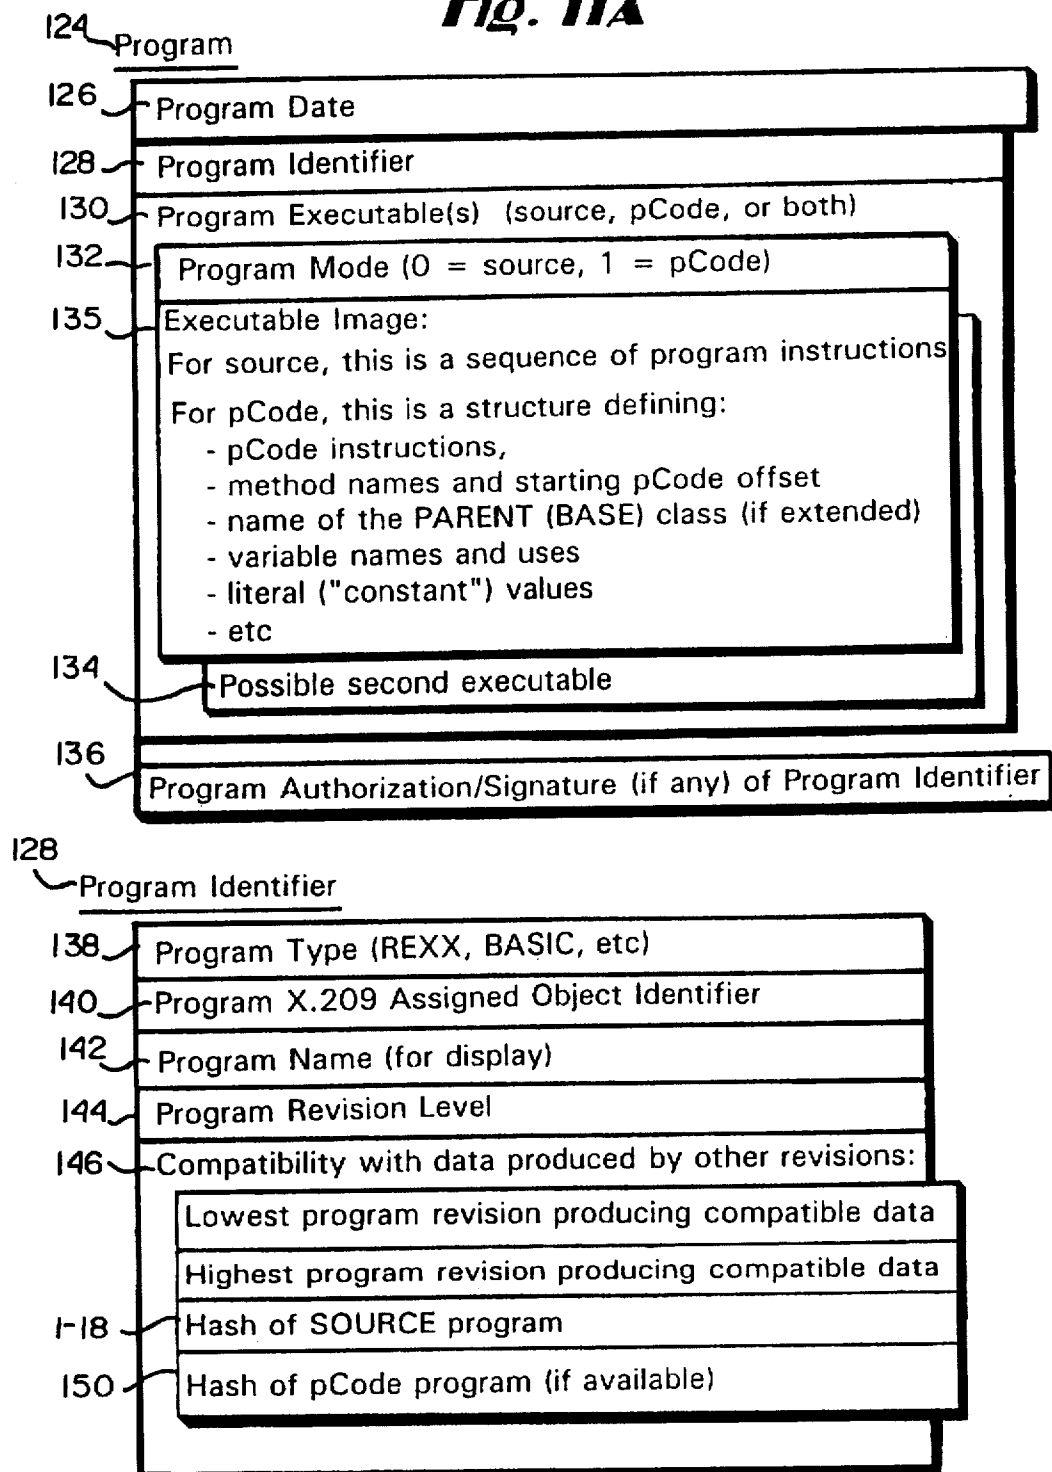 Fig. 11A
124 Program
126 Program Date
128 Program Identifier
130 Program Executable(s) (source, pCode, or both)
132 Program Mode (0 = source, 1 = pCode)
135 Executable Image:
For source, this is a sequence of program instructions
For pCode, this is a structure defining:
- pCode instructions,
- method names and starting pCode offset
- name of the PARENT (BASE) class (if extended)
- variable names and uses
- literal ("constant") values
- etc
134 Possible second executable
136 Program Authorization/Signature (if any) of Program Identifier
128 Program Identifier
138 Program Type (REXX, BASIC, etc)
140 Program X.209 Assigned Object Identifier
142 Program Name (for display)
144 Program Revision Level
146 Compatibility with data produced by other revisions:
Lowest program revision producing compatible data
Highest program revision producing compatible data
1-18 Hash of SOURCE program
150 Hash of pCode program (if available)